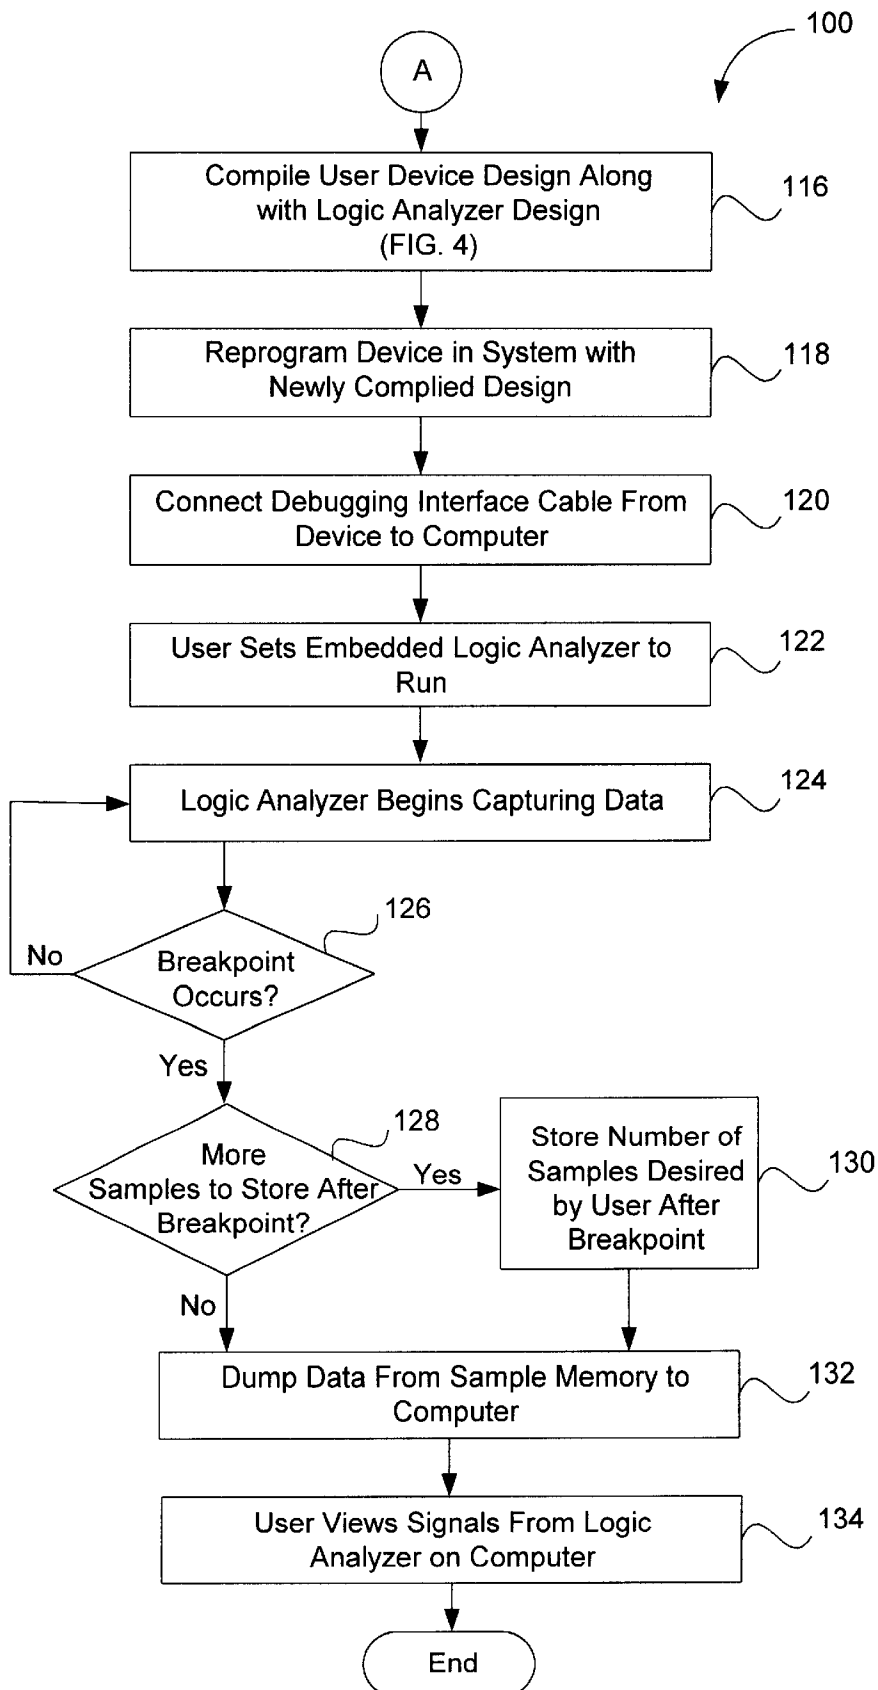 100
A
Compile User Device Design Along
with Logic Analyzer Design
(FIG. 4)
116
Reprogram Device in System with
Newly Complied Design
118
Connect Debugging Interface Cable From
Device to Computer
120
User Sets Embedded Logic Analyzer to
Run
122
Logic Analyzer Begins Capturing Data
124
126
No
Breakpoint
Occurs?
Yes
128
More
Samples to Store After
Breakpoint?
Yes
Store Number of
Samples Desired
by User After
Breakpoint
130
No
Dump Data From Sample Memory to
Computer
132
User Views Signals From Logic
Analyzer on Computer
134
End